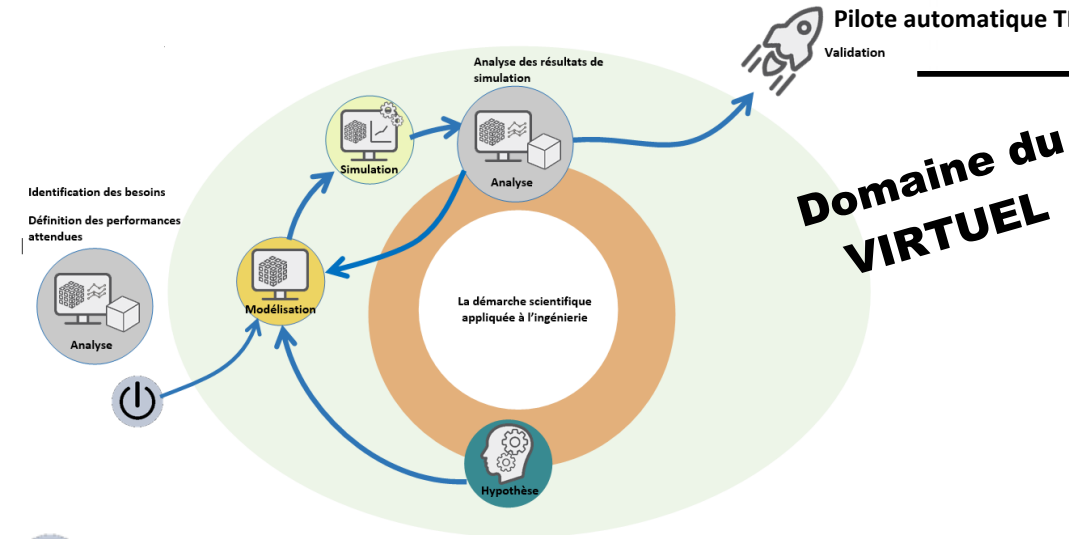 Pilote automatique
Validation
Domaine du
VIRTUEL
Analyse des résultats de
simulation
Simulation
Analyse
Identification des besoins
Définition des performances
attendues
Analyse
Modélisation
La démarche scientifique
appliquée à l'ingénierie
Hypothèse